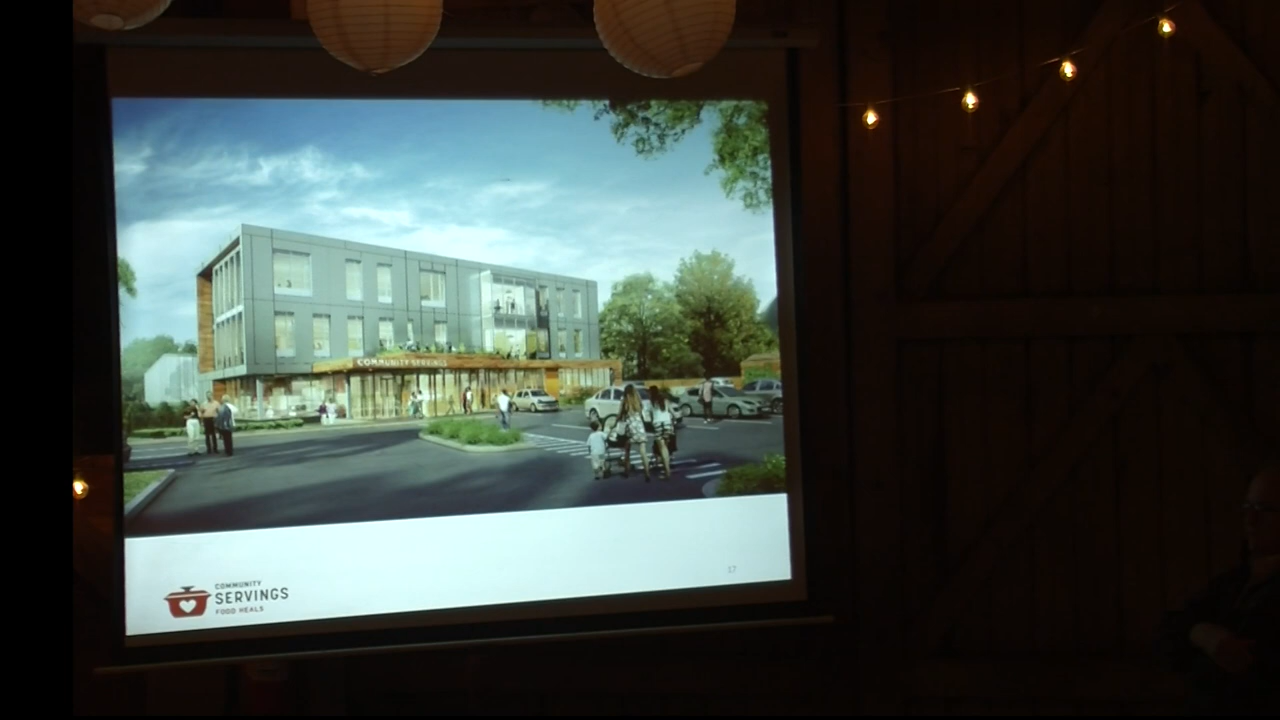 COMMUNITY SERVINGS
COMMUNITY
SERVINGS
FOOD HEALS
17